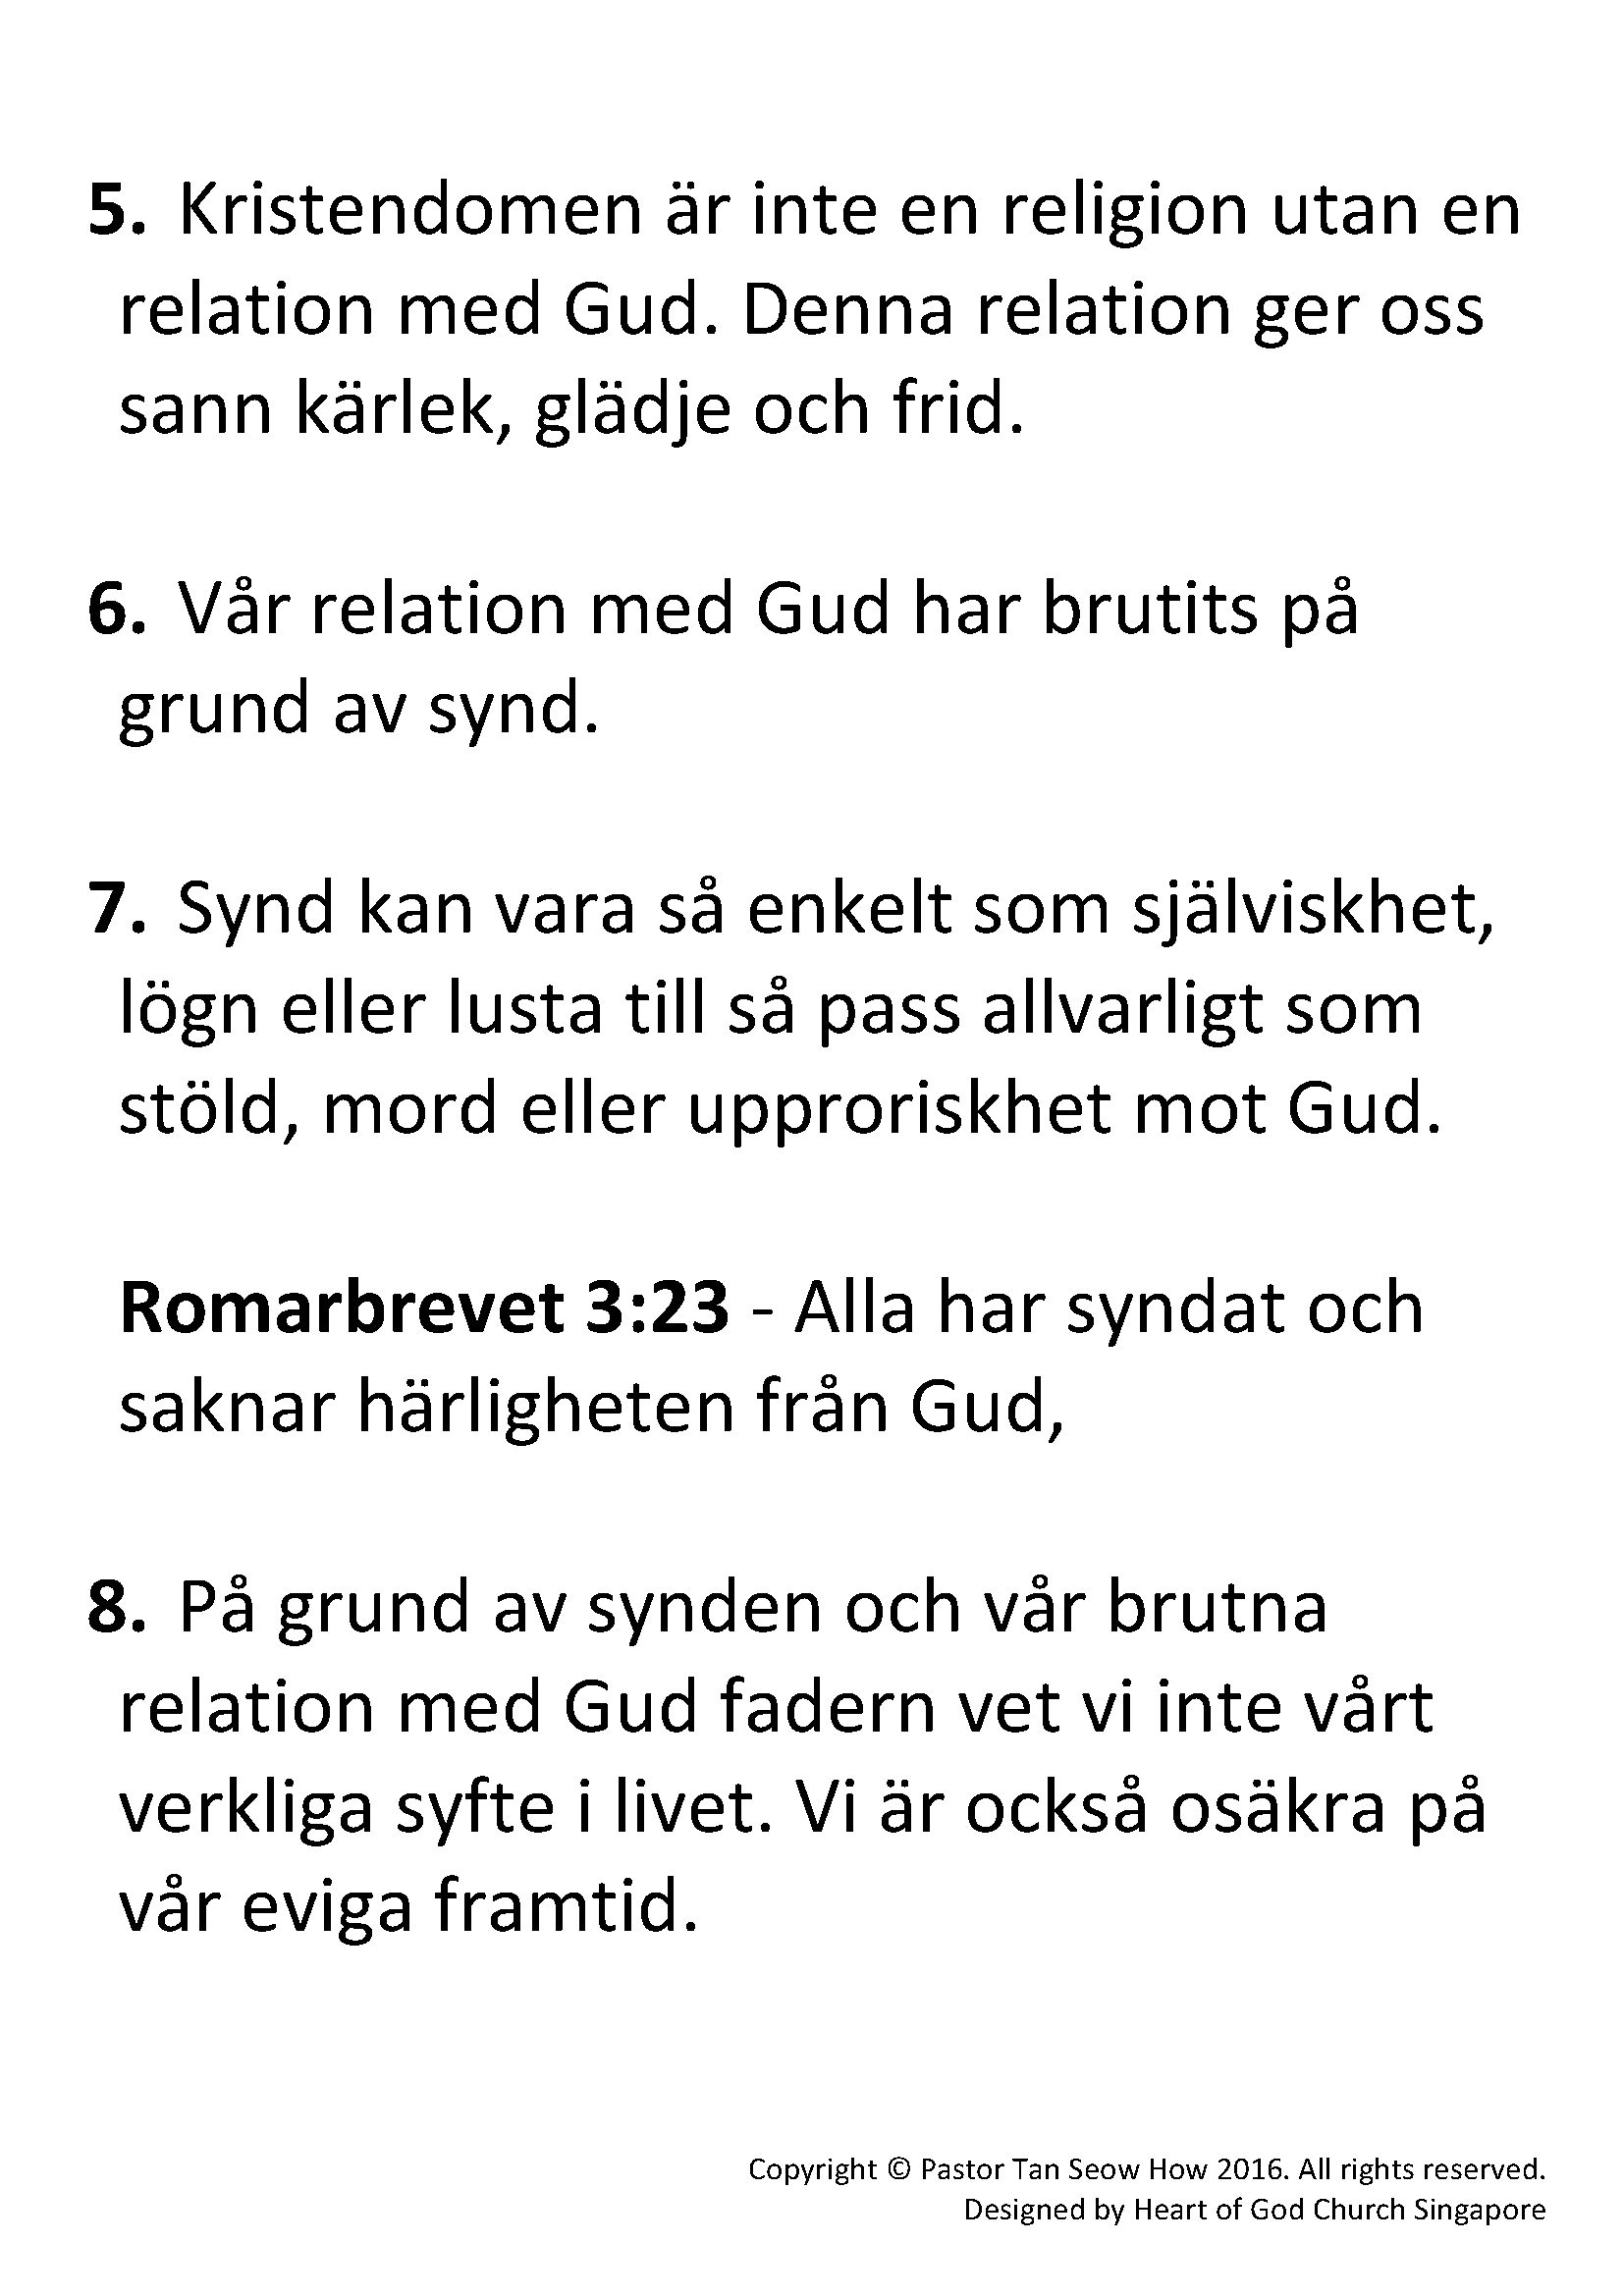 5. Kristendomen är inte en religion utan en
relation med Gud. Denna relation ger oss
sann kärlek, glädje och frid.
6. Vår relation med Gud har brutits på
grund av synd.
7. Synd kan vara så enkelt som själviskhet,
lögn eller lusta till så pass allvarligt som
stöld, mord eller upproriskhet mot Gud.
Romarbrevet 3:23 - Alla har syndat och
saknar härligheten från Gud,
8. På grund av synden och vår brutna
relation med Gud fadern vet vi inte vårt
verkliga syfte i livet. Vi är också osäkra på
vår eviga framtid.
Copyright © Pastor Tan Seow How 2016. All rights reserved.
Designed by Heart of God Church Singapore